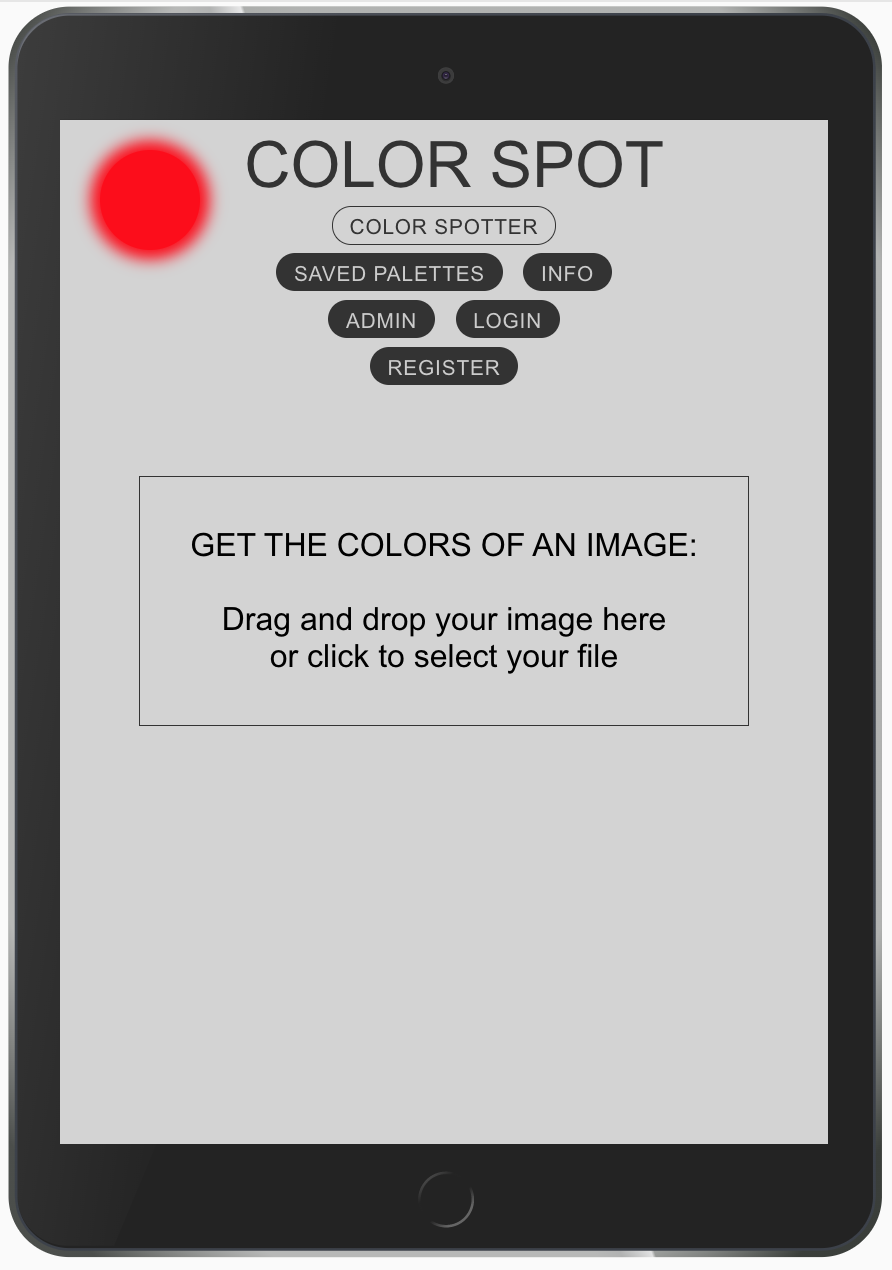 COLOR SPOT
COLOR SPOTTER
SAVED PALETTES INFO
ADMIN LOGIN
REGISTER
GET THE COLORS OF AN IMAGE:
Drag and drop your image here
or click to select your file